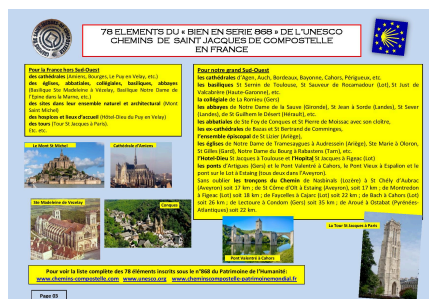 78 ELEMENTS DU « BIEN EN SERIE 868 » DE L'UNESCO
CHEMINS DE SAINT JACQUES DE COMPOSTELLE
EN FRANCE
Pour la France hors Sud-Ouest
des cathédrales (Amiens, Bourges, Le Puy en Velay, etc.)
des églises, abbatiales, collégiales, basiliques, abbayes
(Basilique Ste Madeleine à Vézelay, Basilique Notre Dame de
l'Epine dans la Marne, etc.)
des sites dans leur ensemble naturel et architectural (Mont
Saint Michel)
des hospices et lieux d'accueil (Hôtel-Dieu du Puy en Velay)
des tours (Tour St Jacques à Paris).
Etc. etc.
Pour notre grand Sud-Ouest
les cathédrales d'Agen, Auch, Bordeaux, Bayonne, Cahors, Périgueux, etc.
les basiliques St Sernin de Toulouse, St Sauveur de Rocamadour (Lot), St Just de
Valcabrère (Haute-Garonne), etc.
la collégiale de La Romieu (Gers)
les abbayes de Notre Dame de la Sauve (Gironde), St Jean à Sorde (Landes), St Sever
(Landes), de St Guilhem le Désert (Hérault), etc.
les abbatiales de Ste Foy de Conques et St Pierre de Moissac avec son cloître,
les ex-cathédrales de Bazas et St Bertrand de Comminges,
l'ensemble épiscopal de St Lizier (Ariège),
les églises de Notre Dame de Tramesaygues à Audressein (Ariège), Ste Marie à Oloron,
St Gilles (Gard), Notre Dame du Bourg à Rabastens (Tarn), etc.
l'Hotel-Dieu St Jacques à Toulouse et l'Hôpital St Jacques à Figeac (Lot)
les ponts d'Artigues (Gers) et le Pont Valentré à Cahors, le Pont Vieux à Espalion et le
pont sur le Lot à Estaing (tous deux dans l'Aveyron).
Sans oublier les tronçons du Chemin de Nasbinals (Lozère) à St Chély d'Aubrac
(Aveyron) soit 17 km ; de St Côme d'Olt à Estaing (Aveyron), soit 17 km ; de Montredon
à Figeac (Lot) soit 18 km ; de Fayçelles à Cajarc (Lot) soit 22 km ; de Bach à Cahors (Lot)
soit 26 km ; de Lectoure à Condom (Gers) soit 35 km ; de Aroué à Ostabat (Pyrénées-
Atlantiques) soit 22 km.
Le Mont St Michel
Cathédrale d'Amiens
Ste Madeleine de Vezelay
Conques
Pont Valentré à Cahors
La Tour St Jacques à Paris
Pour voir la liste complète des 78 éléments inscrits sous le n°868 du Patrimoine de l'Humanité:
www.chemins-compostelle.com www.unesco.org www.cheminscompostelle-patrimoinemondial.fr
Page 03